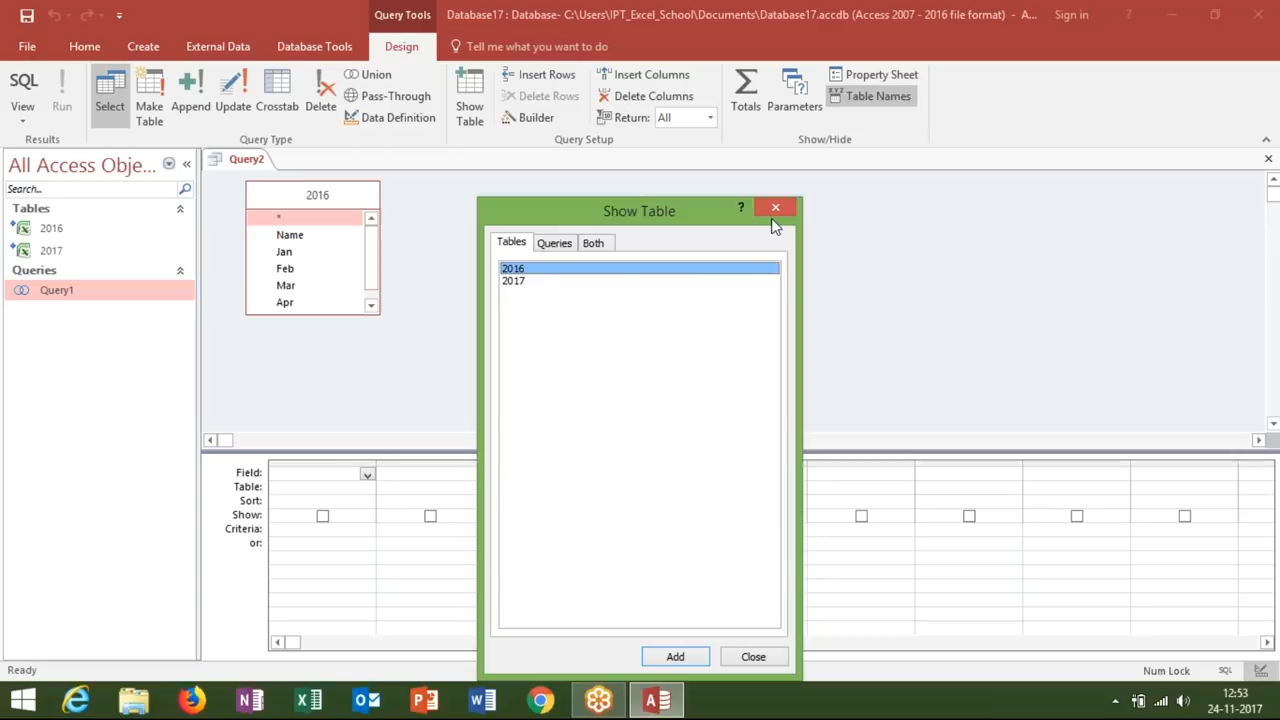 Query Tools
Database17 : Database- C:\Users\IPT_Excel_School\Documents\Database17.accdb (Access 2007 - 2016 file format) - A...
Sign in
?
File
Home
Create
External Data
Database Tools
Design
Tell me what you want to do
SQL
View
Run
Select
Make Table
Append
Update
Crosstab
Delete
Union
Pass-Through
Data Definition
Show Table
Insert Rows
Delete Rows
Builder
Insert Columns
Delete Columns
Return: All
Totals
Parameters
Property Sheet
XYZ Table Names
Results
Query Type
Query Setup
Show/Hide
All Access Obje...
Search...
Tables
2016
2017
Queries
Query1
Query2
2016
*
Name
Jan
Feb
Mar
Apr
Show Table
?
Tables
Queries
Both
2016
2017
Add
Close
Field:
Table:
Sort:
Show:
Criteria:
or:
Ready
Num Lock
SQL
12:53
24-11-2017